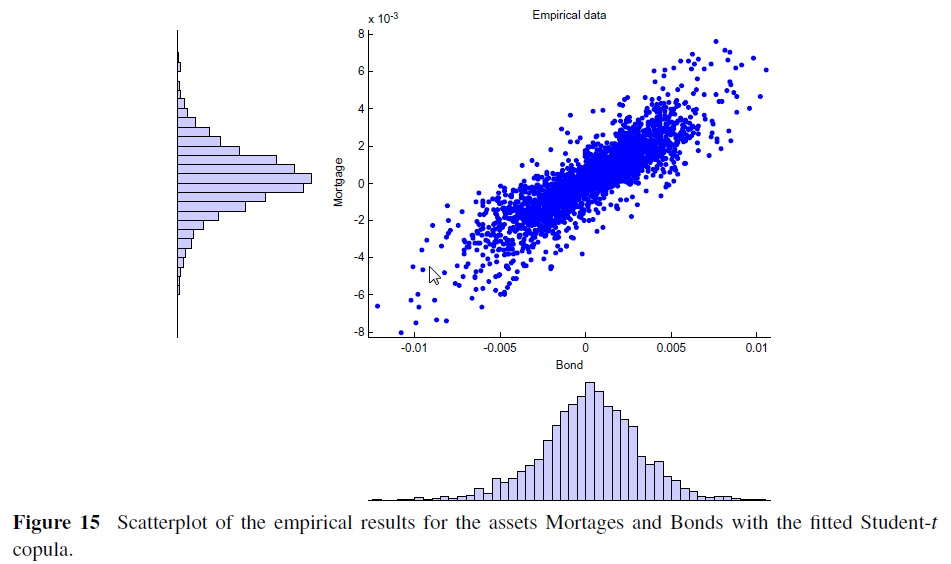 x 10-3
Empirical data
8
6
4
2
0
-2
-4
-6
-8
Mortgage
-0.01 -0.005 0 0.005 0.01
Bond
Figure 15 Scatterplot of the empirical results for the assets Mortages and Bonds with the fitted Student-t
copula.